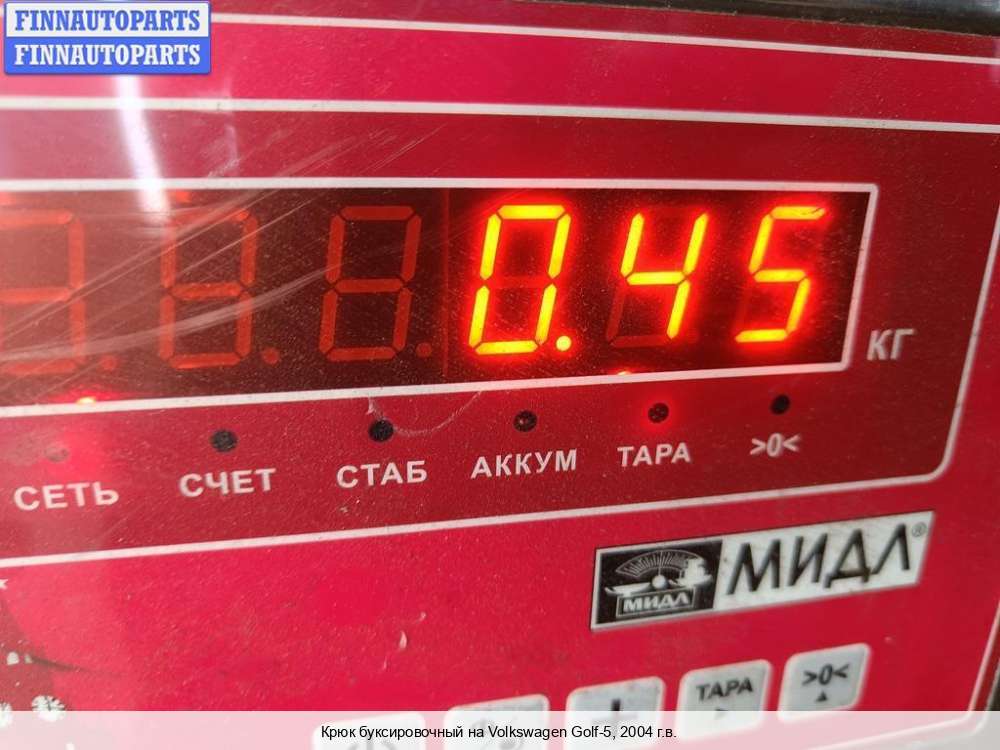 FINNAUTOPARTS
FINNAUTOPARTS
0.45
КГ
СЕТЬ СЧЕТ СТАБ АККУМ ТАРА >0<
МИДЛ МИДЛ®
+ ТАРА >0<
Крюк буксировочный на Volkswagen Golf-5, 2004 г.в.